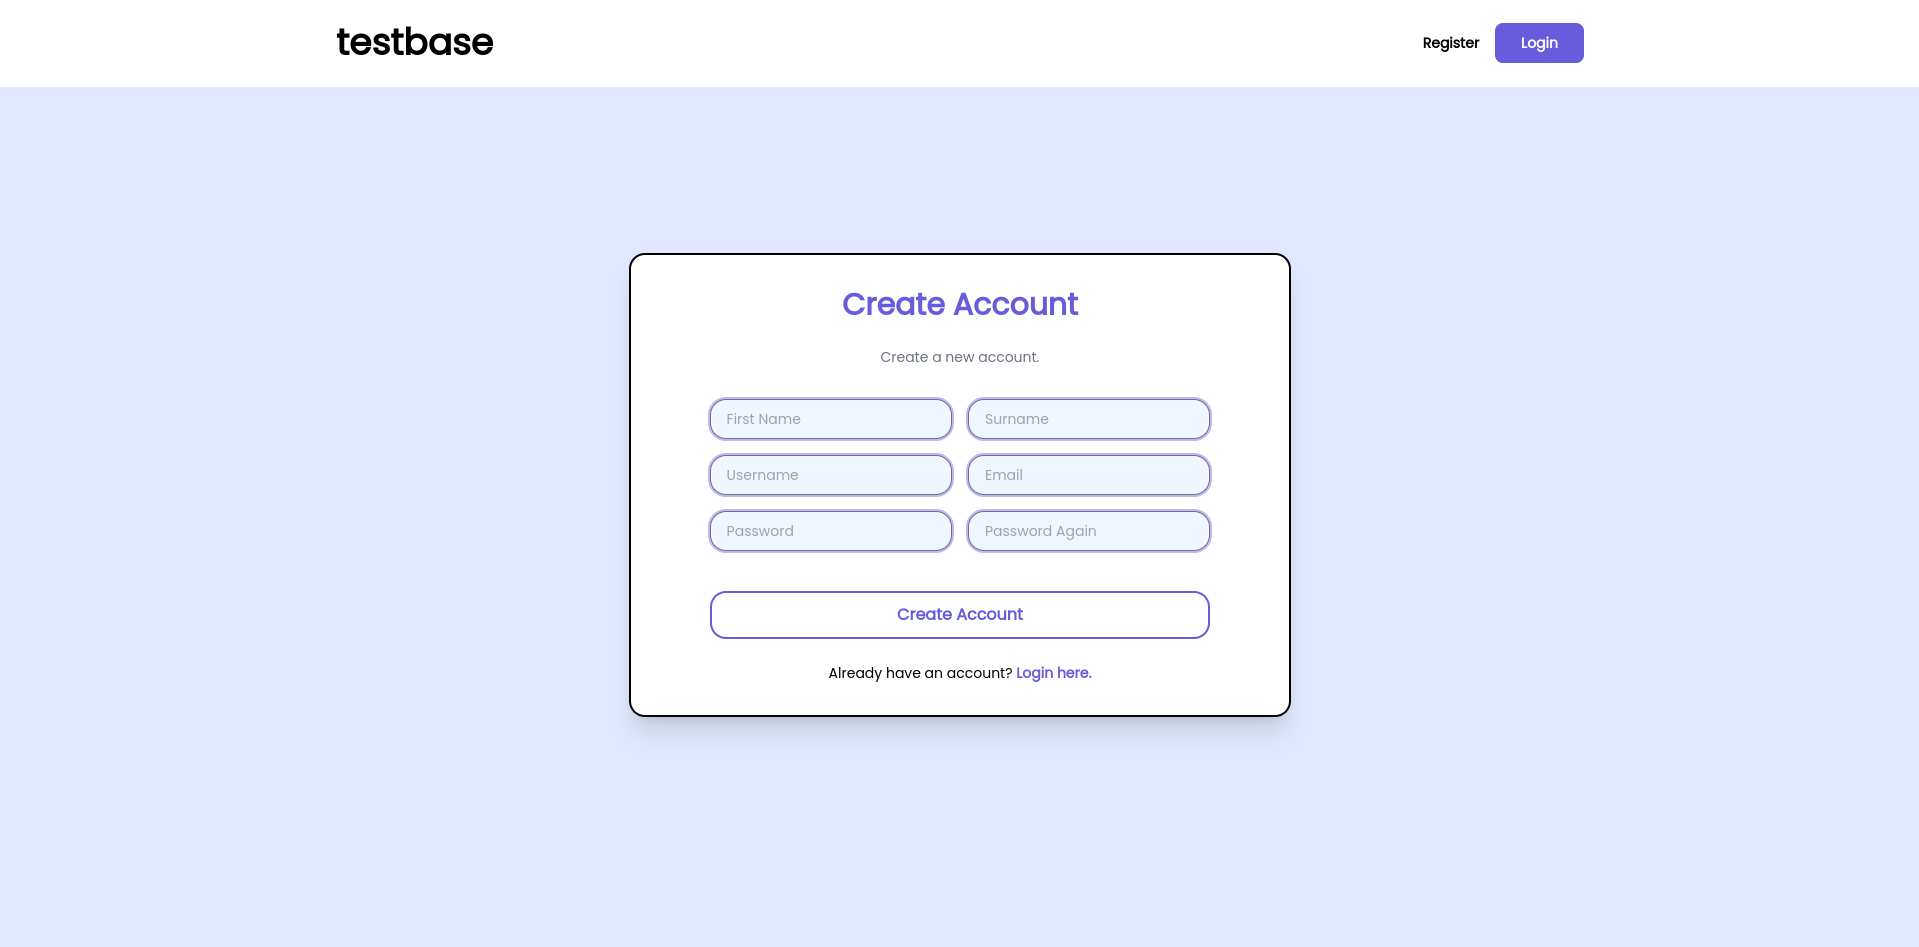 testbase
Register
Login
Create Account
Create a new account.
First Name
Surname
Username
Email
Password
Password Again
Create Account
Already have an account? Login here.